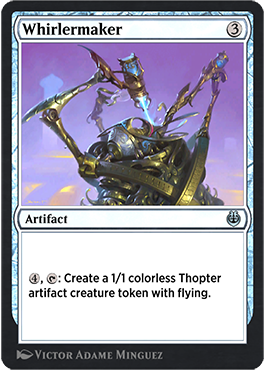 Whirlermaker 3
Artifact
4, T: Create a 1/1 colorless Thopter
artifact creature token with flying.
Victor Adame Minguez